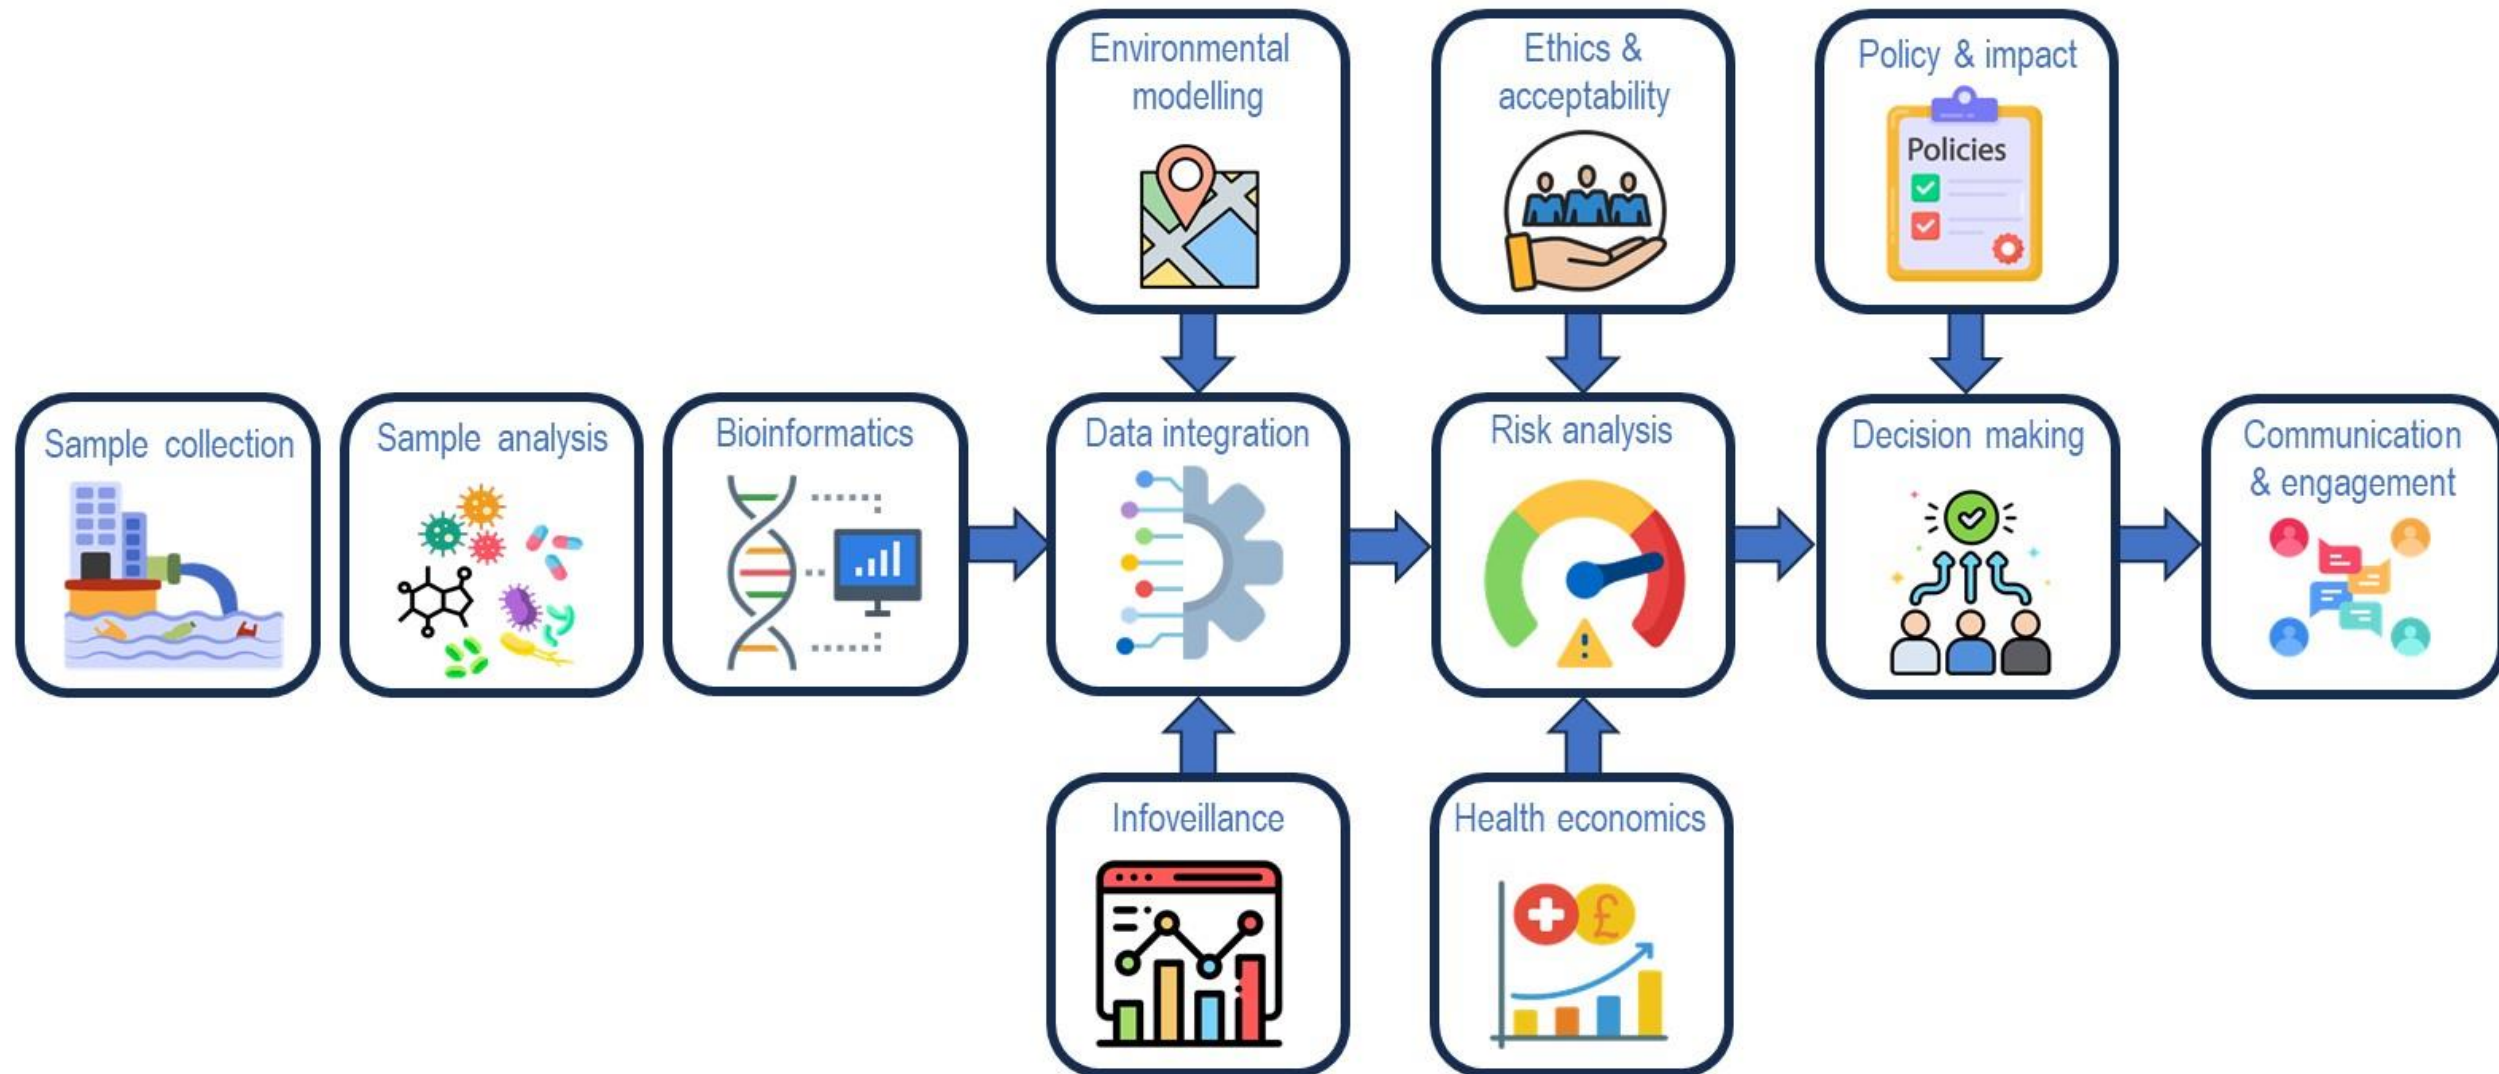 Environmental
modelling
Ethics &
acceptability
Policy & impact
Policies
Sample collection
Sample analysis
Bioinformatics
Data integration
Risk analysis
Decision making
Communication
& engagement
Infoveillance
Health economics
£